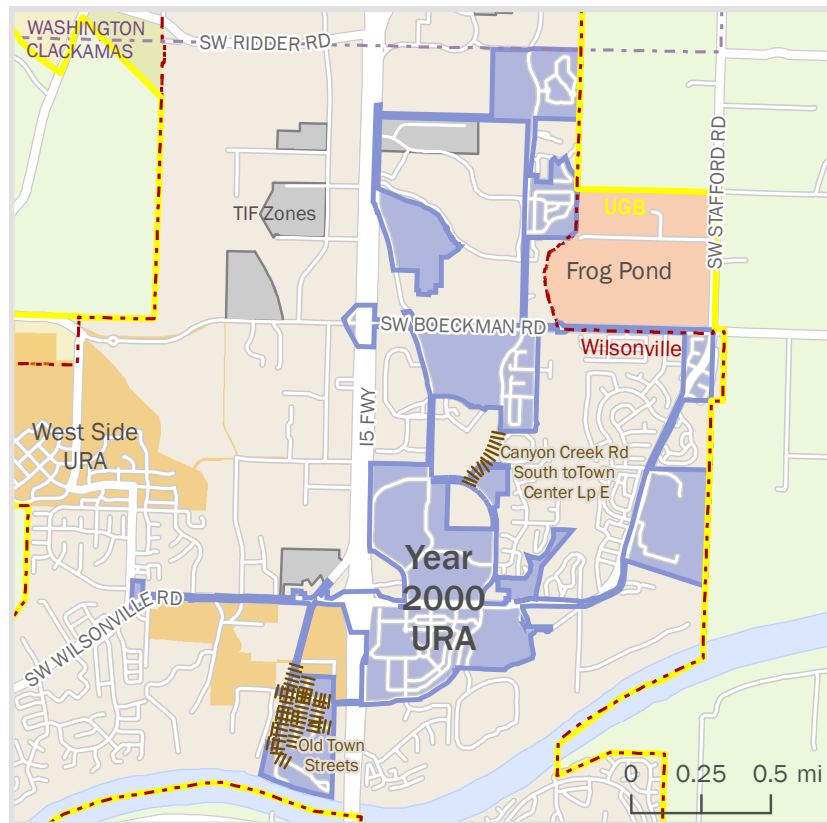 WASHINGTON
CLACKAMAS
SW RIDDER RD
SW STAFFORD RD
TIF Zones
UGB
Frog Pond
SW BOECKMAN RD
Wilsonville
I5 FWY
West Side
URA
Canyon Creek Rd
South toTown
Center Lp E
Year
2000
URA
SW WILSONVILLE RD
Old Town
Streets
0 0.25 0.5 mi